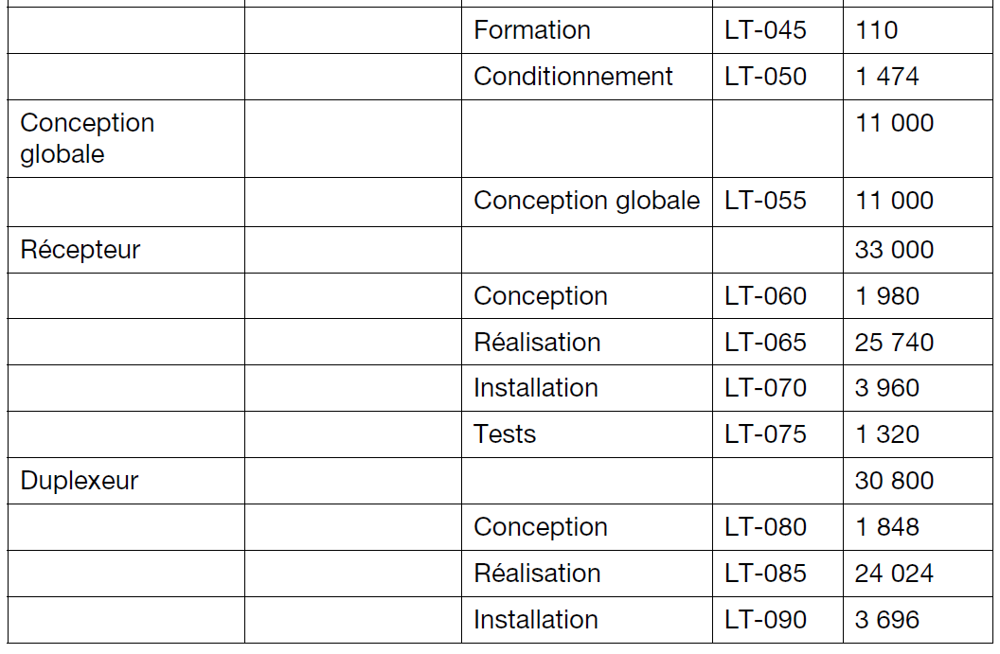 Formation LT-045 110
Conditionnement LT-050 1 474
Conception 11 000
globale
Conception globale LT-055 11 000
Récepteur 33 000
Conception LT-060 1 980
Réalisation LT-065 25 740
Installation LT-070 3 960
Tests LT-075 1 320
Duplexeur 30 800
Conception LT-080 1 848
Réalisation LT-085 24 024
Installation LT-090 3 696